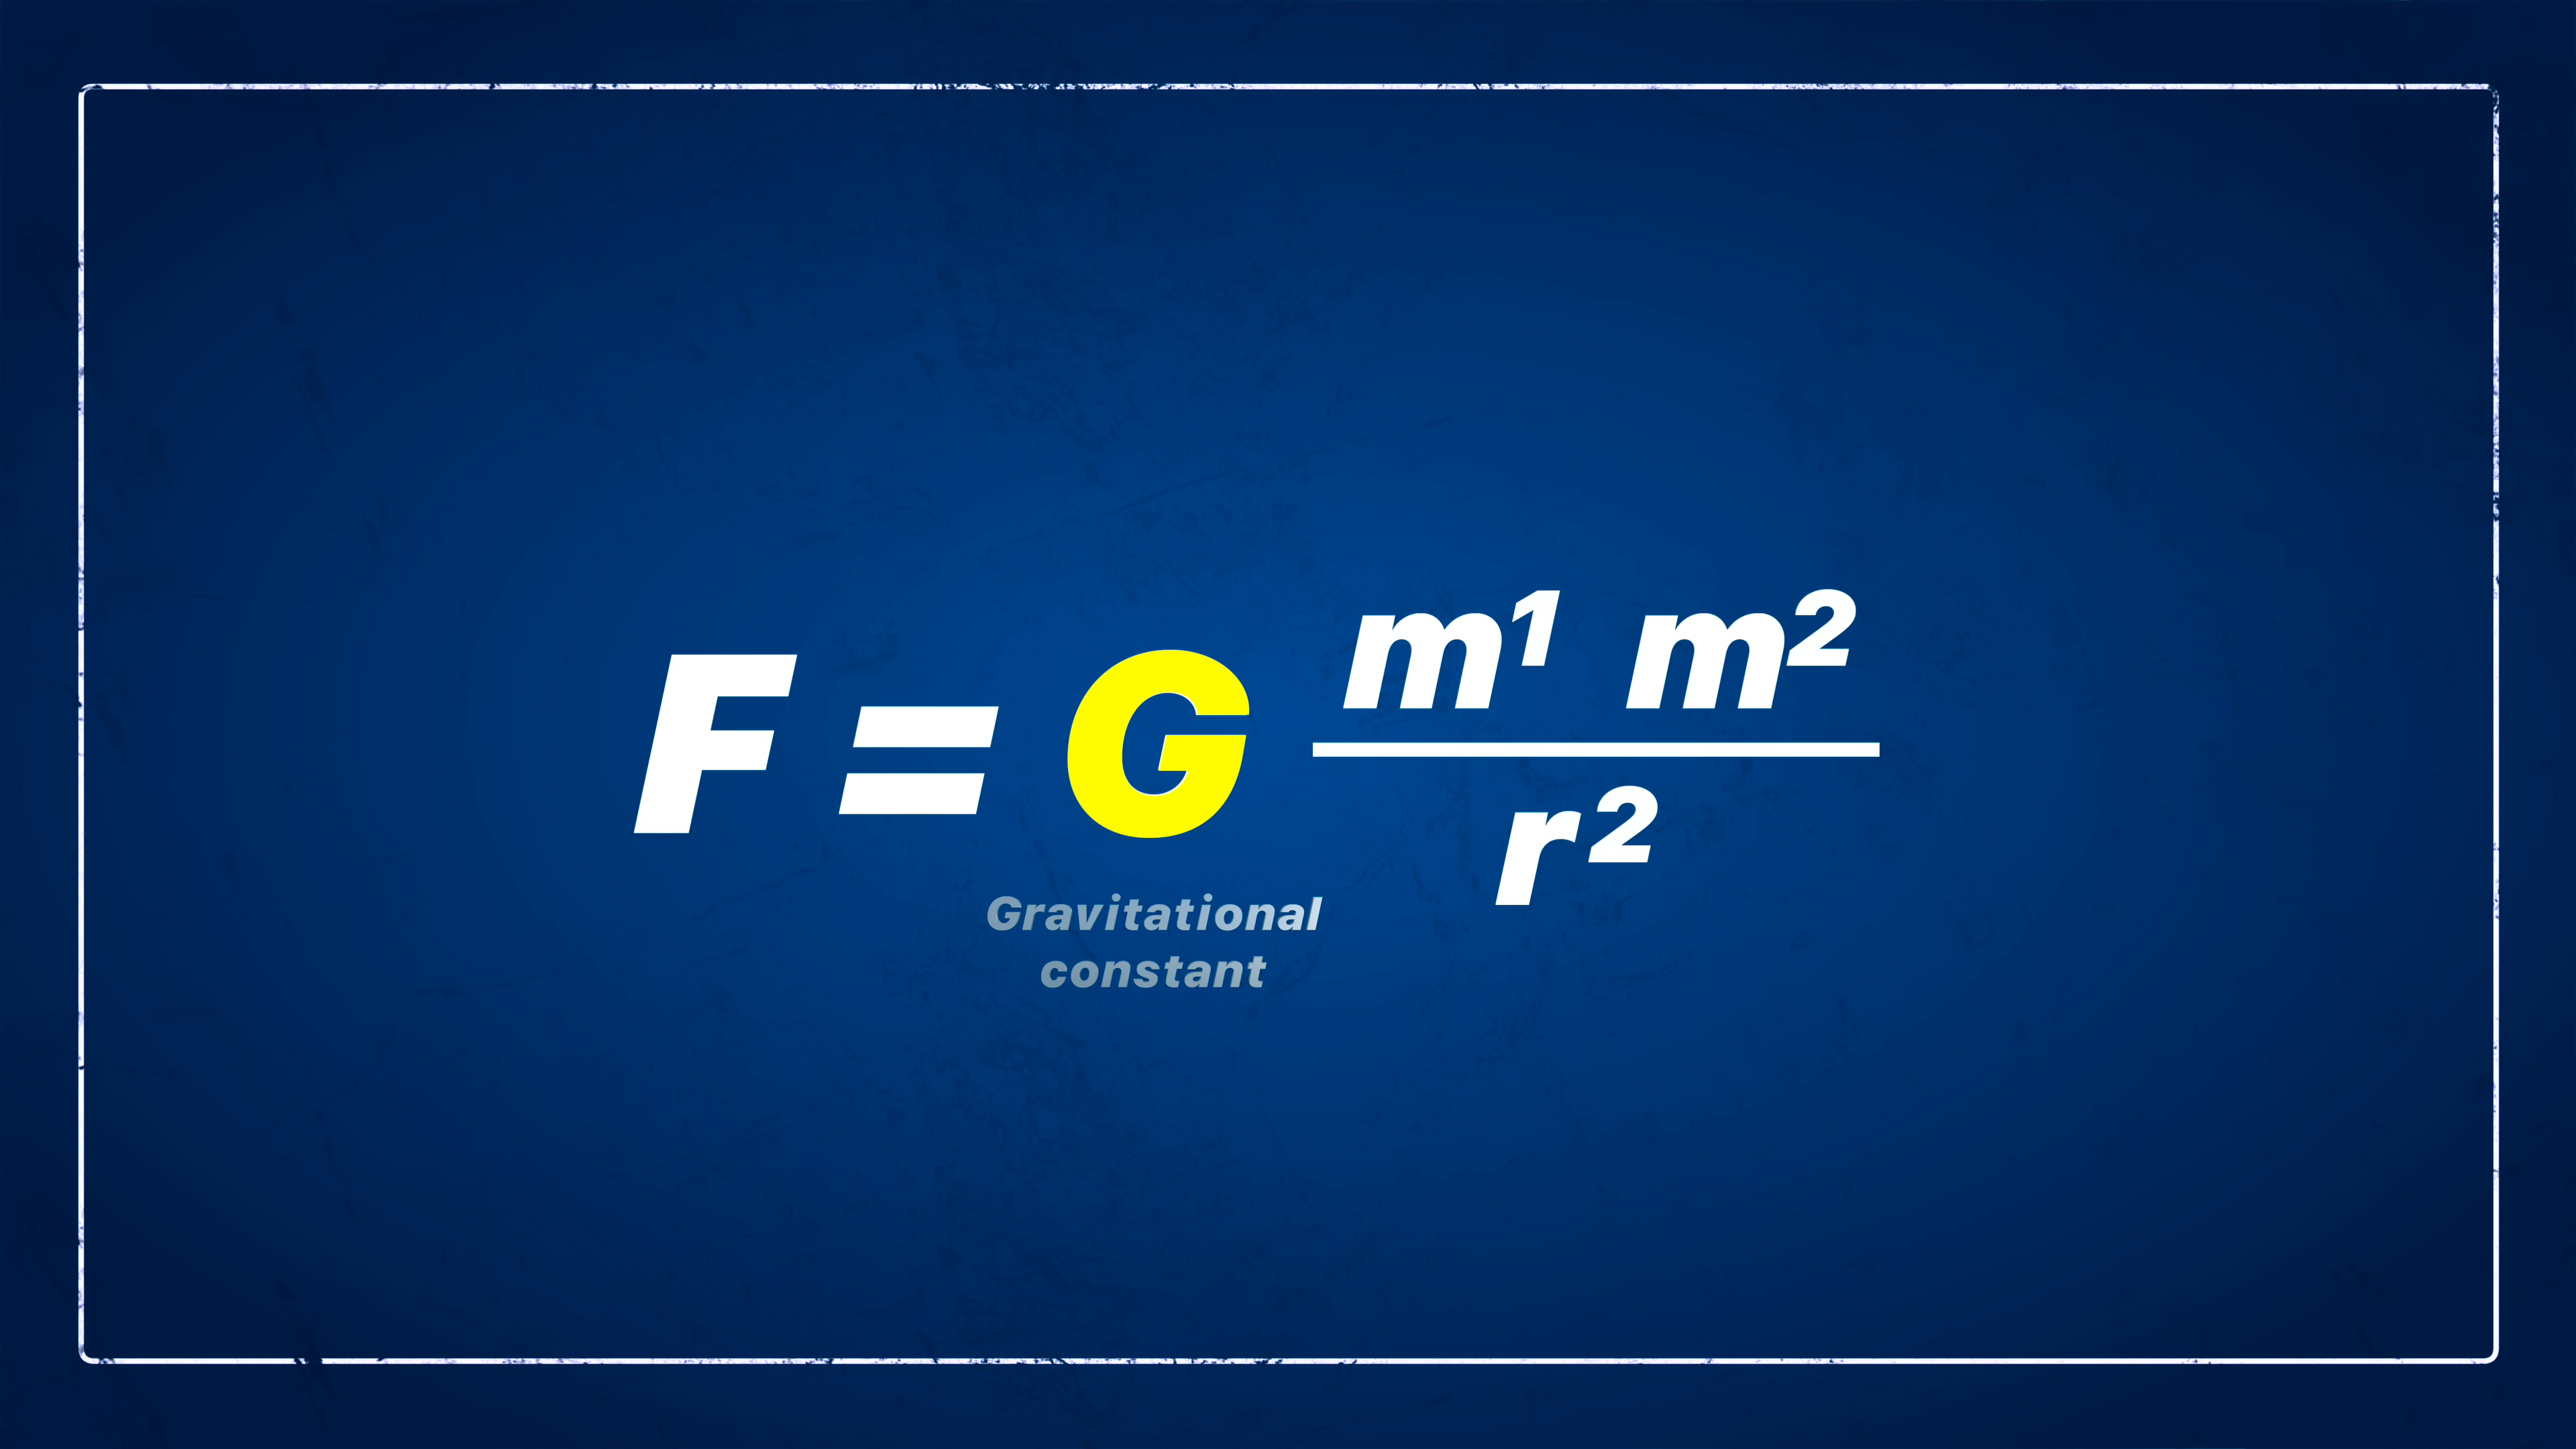 F = G m¹ m² / r²
Gravitational
constant